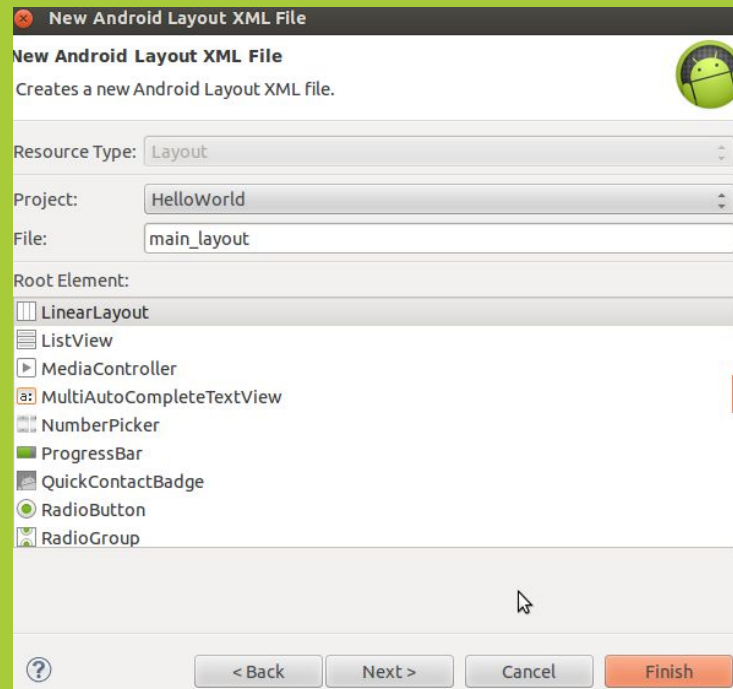 New Android Layout XML File
New Android Layout XML File
Creates a new Android Layout XML file.
Resource Type: Layout
Project: HelloWorld
File: main_layout
Root Element:
LinearLayout
ListView
MediaController
a: MultiAutoCompleteTextView
NumberPicker
ProgressBar
QuickContactBadge
RadioButton
RadioGroup
? < Back Next > Cancel Finish